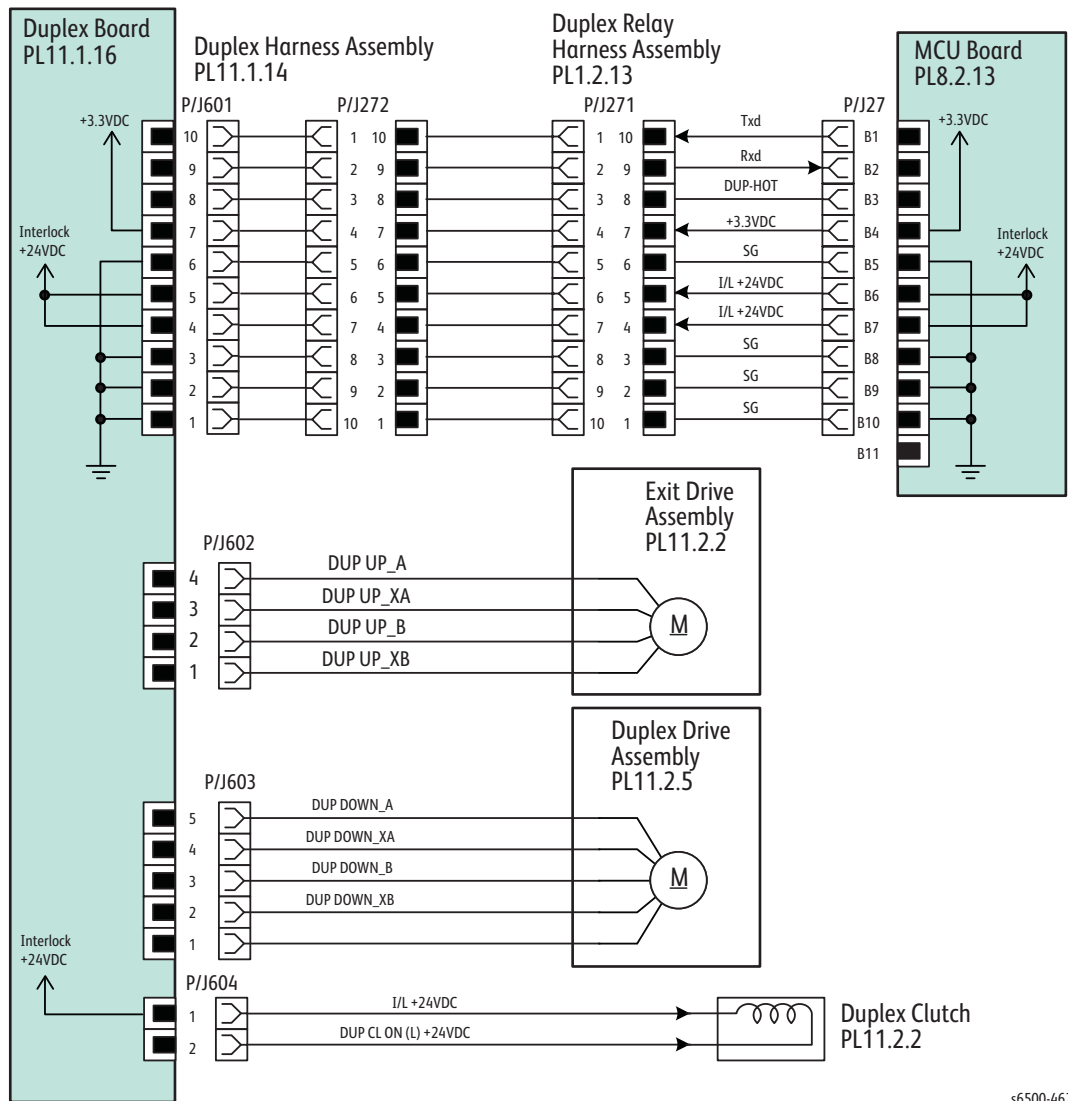 Duplex Board
PL11.1.16
Duplex Harness Assembly
PL11.1.14
Duplex Relay
Harness Assembly
PL1.2.13
MCU Board
PL8.2.13
P/J601
P/J272
P/J271
P/J27
+3.3VDC
+3.3VDC
10 1 10 1 10 Txd B1
9 2 9 2 9 Rxd B2
8 3 8 3 8 DUP-HOT B3
7 4 7 4 7 +3.3VDC B4
6 5 6 5 6 SG B5
5 6 5 6 5 I/L +24VDC B6
4 7 4 7 4 I/L +24VDC B7
3 8 3 8 3 SG B8
2 9 2 9 2 SG B9
1 10 1 10 1 SG B10
B11
Interlock
+24VDC
Interlock
+24VDC
Exit Drive
Assembly
PL11.2.2
P/J602
4 DUP UP_A
3 DUP UP_XA
2 DUP UP_B
1 DUP UP_XB
M
Duplex Drive
Assembly
PL11.2.5
P/J603
5 DUP DOWN_A
4 DUP DOWN_XA
3 DUP DOWN_B
2 DUP DOWN_XB
1
M
Interlock
+24VDC
P/J604
1 I/L +24VDC
2 DUP CL ON (L) +24VDC
Duplex Clutch
PL11.2.2